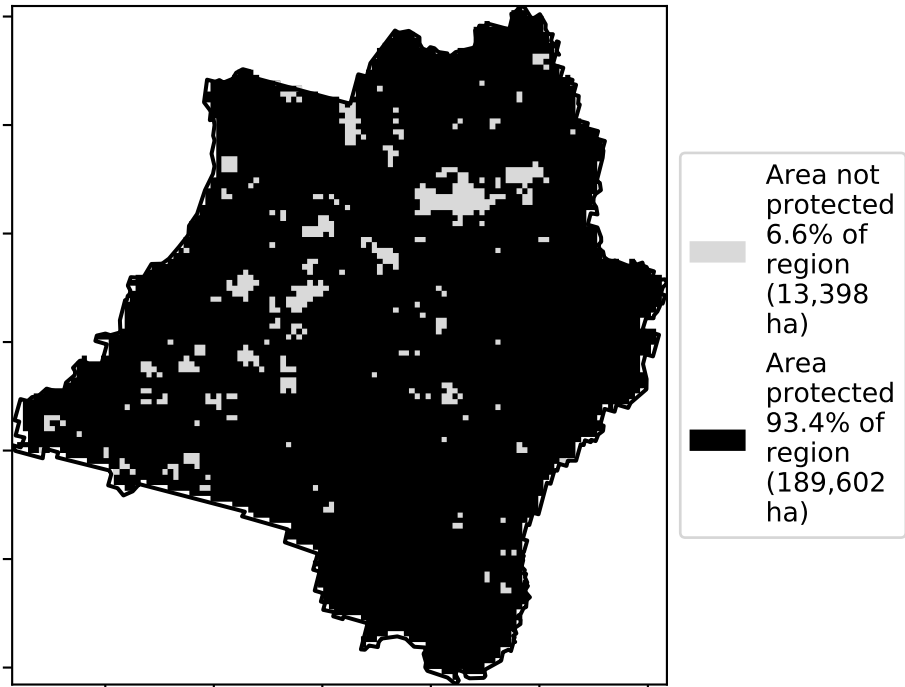 Area not
protected
6.6% of
region
(13,398
ha)
Area
protected
93.4% of
region
(189,602
ha)